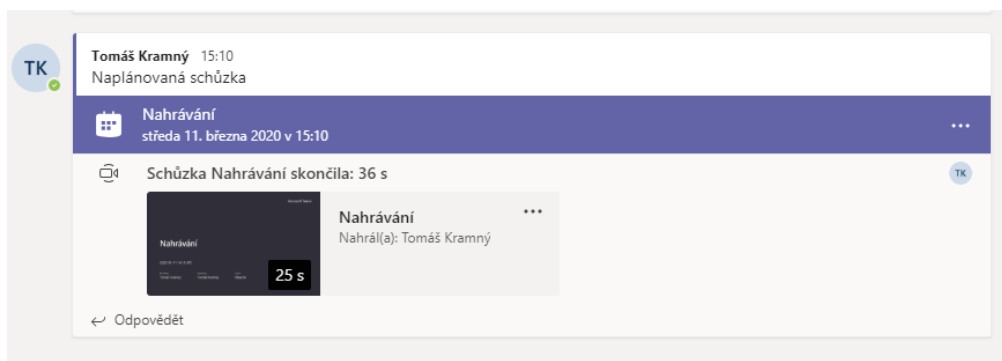 TK
Tomáš Kramný 15:10
Naplánovaná schůzka
Nahrávání
středa 11. března 2020 v 15:10
Schůzka Nahrávání skončila: 36 s
TK
Nahrávání
25 s
Nahrávání
Nahrál(a): Tomáš Kramný
Odpovědět